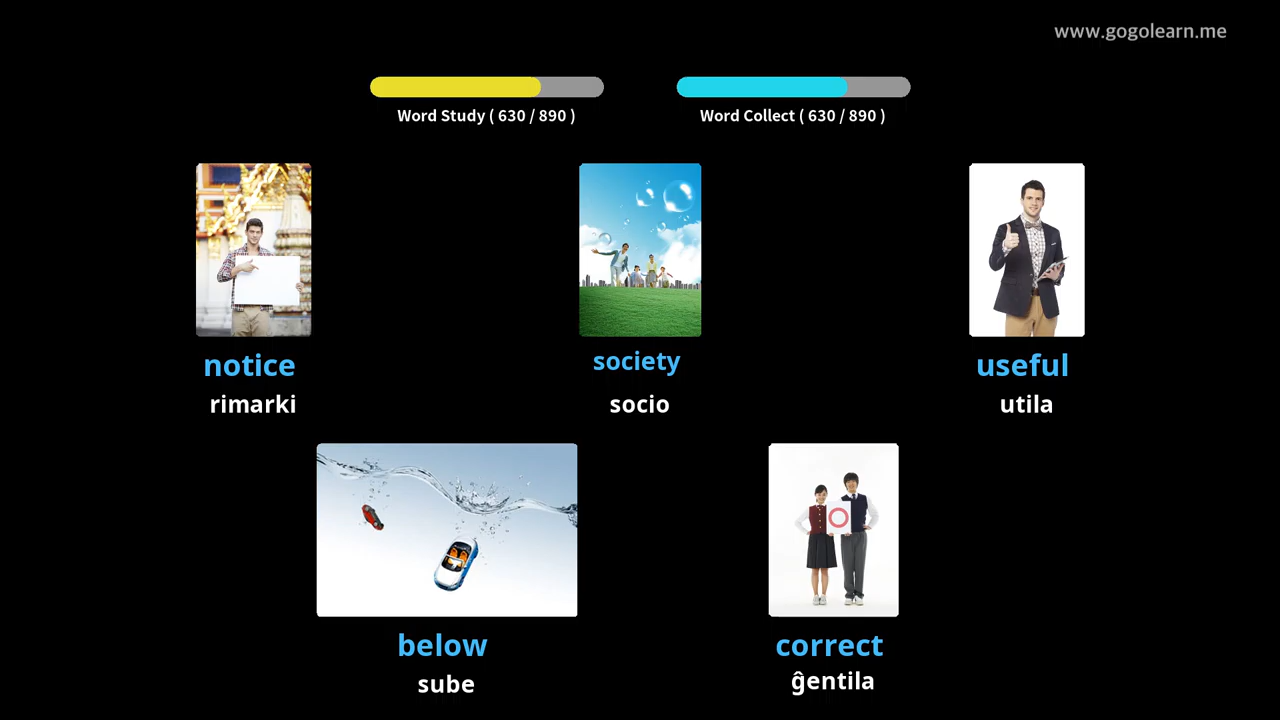 www.gogolearn.me
Word Study ( 630 / 890 )
Word Collect ( 630 / 890 )
notice
rimarki
society
socio
useful
utila
below
sube
correct
ĝentila